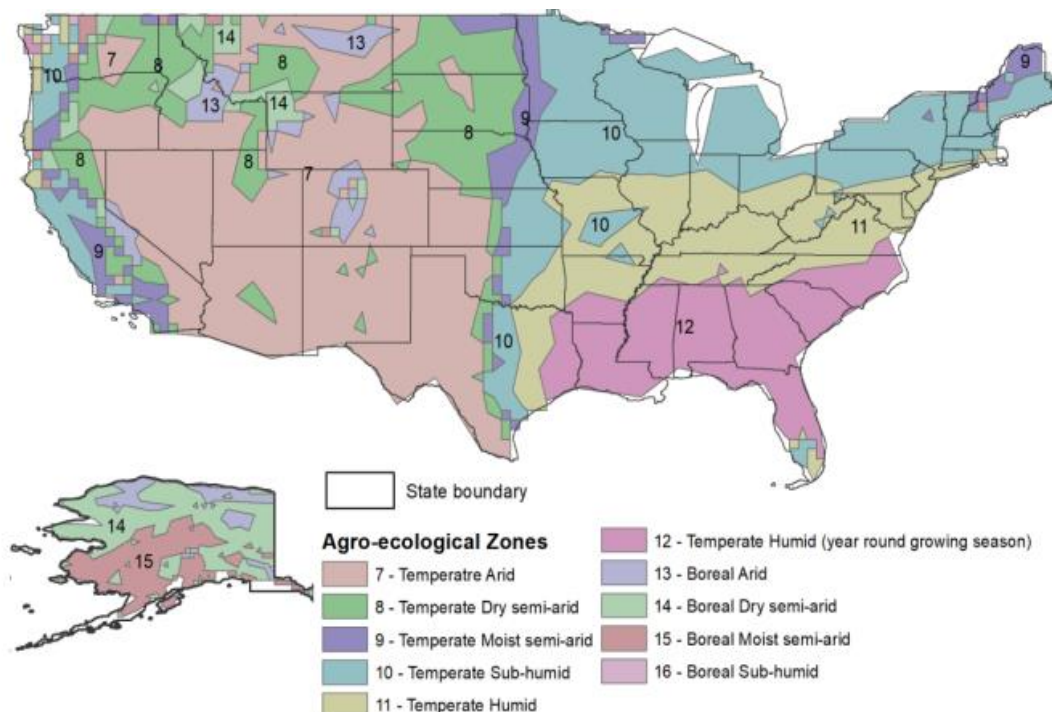 14
13
9
7
10
8
8
14
13
9
10
8
8
8
7
10
9
11
12
10
14
15
State boundary
Agro-ecological Zones
7 - Temperatre Arid
8 - Temperate Dry semi-arid
9 - Temperate Moist semi-arid
10 - Temperate Sub-humid
11 - Temperate Humid
12 - Temperate Humid (year round growing season)
13 - Boreal Arid
14 - Boreal Dry semi-arid
15 - Boreal Moist semi-arid
16 - Boreal Sub-humid